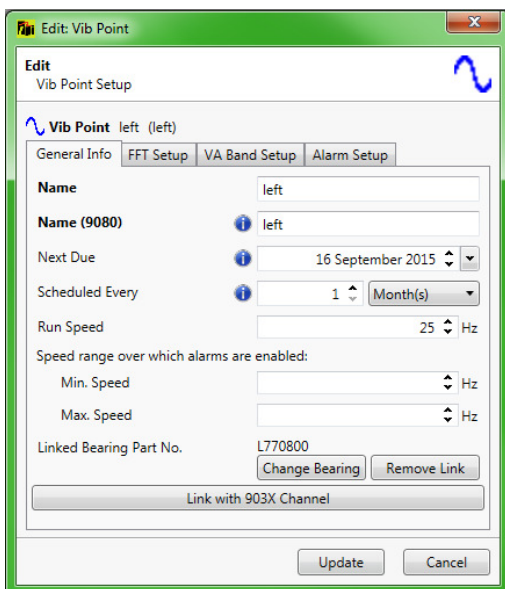 Edit: Vib Point
Edit
Vib Point Setup
Vib Point left (left)
General Info FFT Setup VA Band Setup Alarm Setup
Name left
Name (9080) left
Next Due 16 September 2015
Scheduled Every 1 Month(s)
Run Speed 25 Hz
Speed range over which alarms are enabled:
Min. Speed Hz
Max. Speed Hz
Linked Bearing Part No. L770800
Change Bearing Remove Link
Link with 903X Channel
Update Cancel